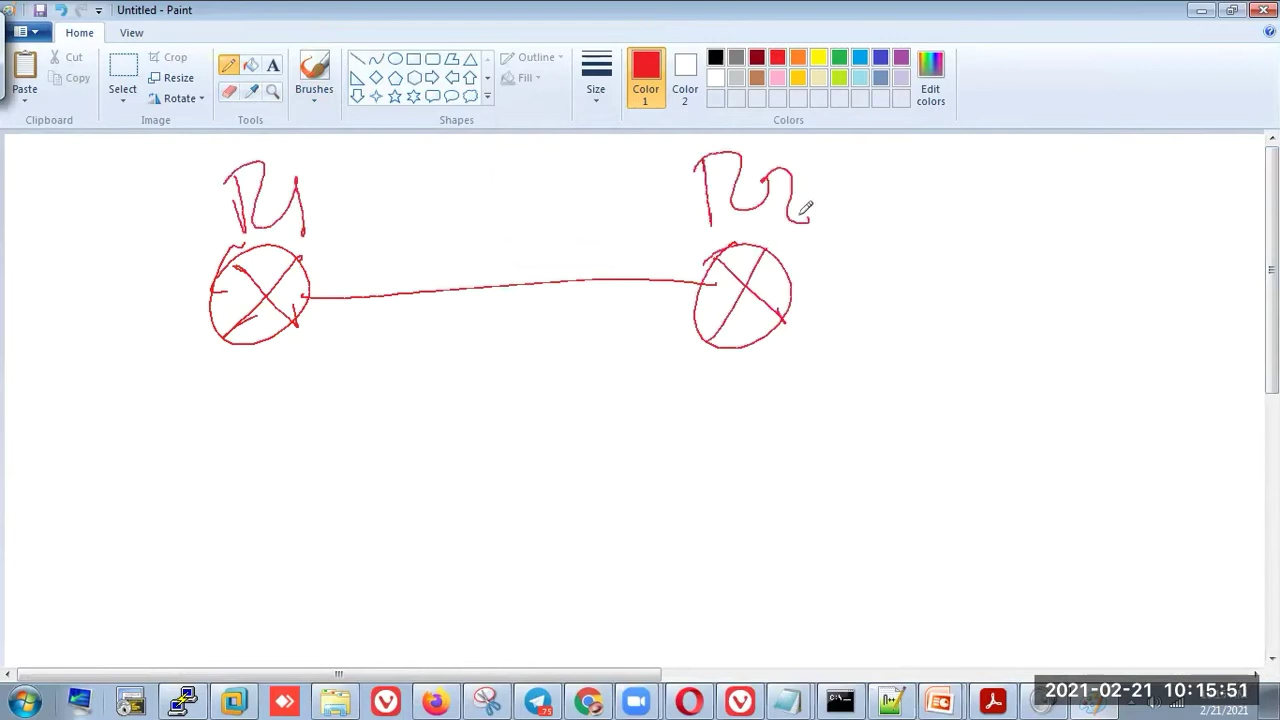 Untitled - Paint
Home View
Paste Cut Copy Select Crop Resize Rotate Brushes Outline Fill Size Color 1 Color 2 Edit colors
Clipboard Image Tools Shapes Colors
R1 R2
75
2021-02-21 10:15:51
2/21/2021